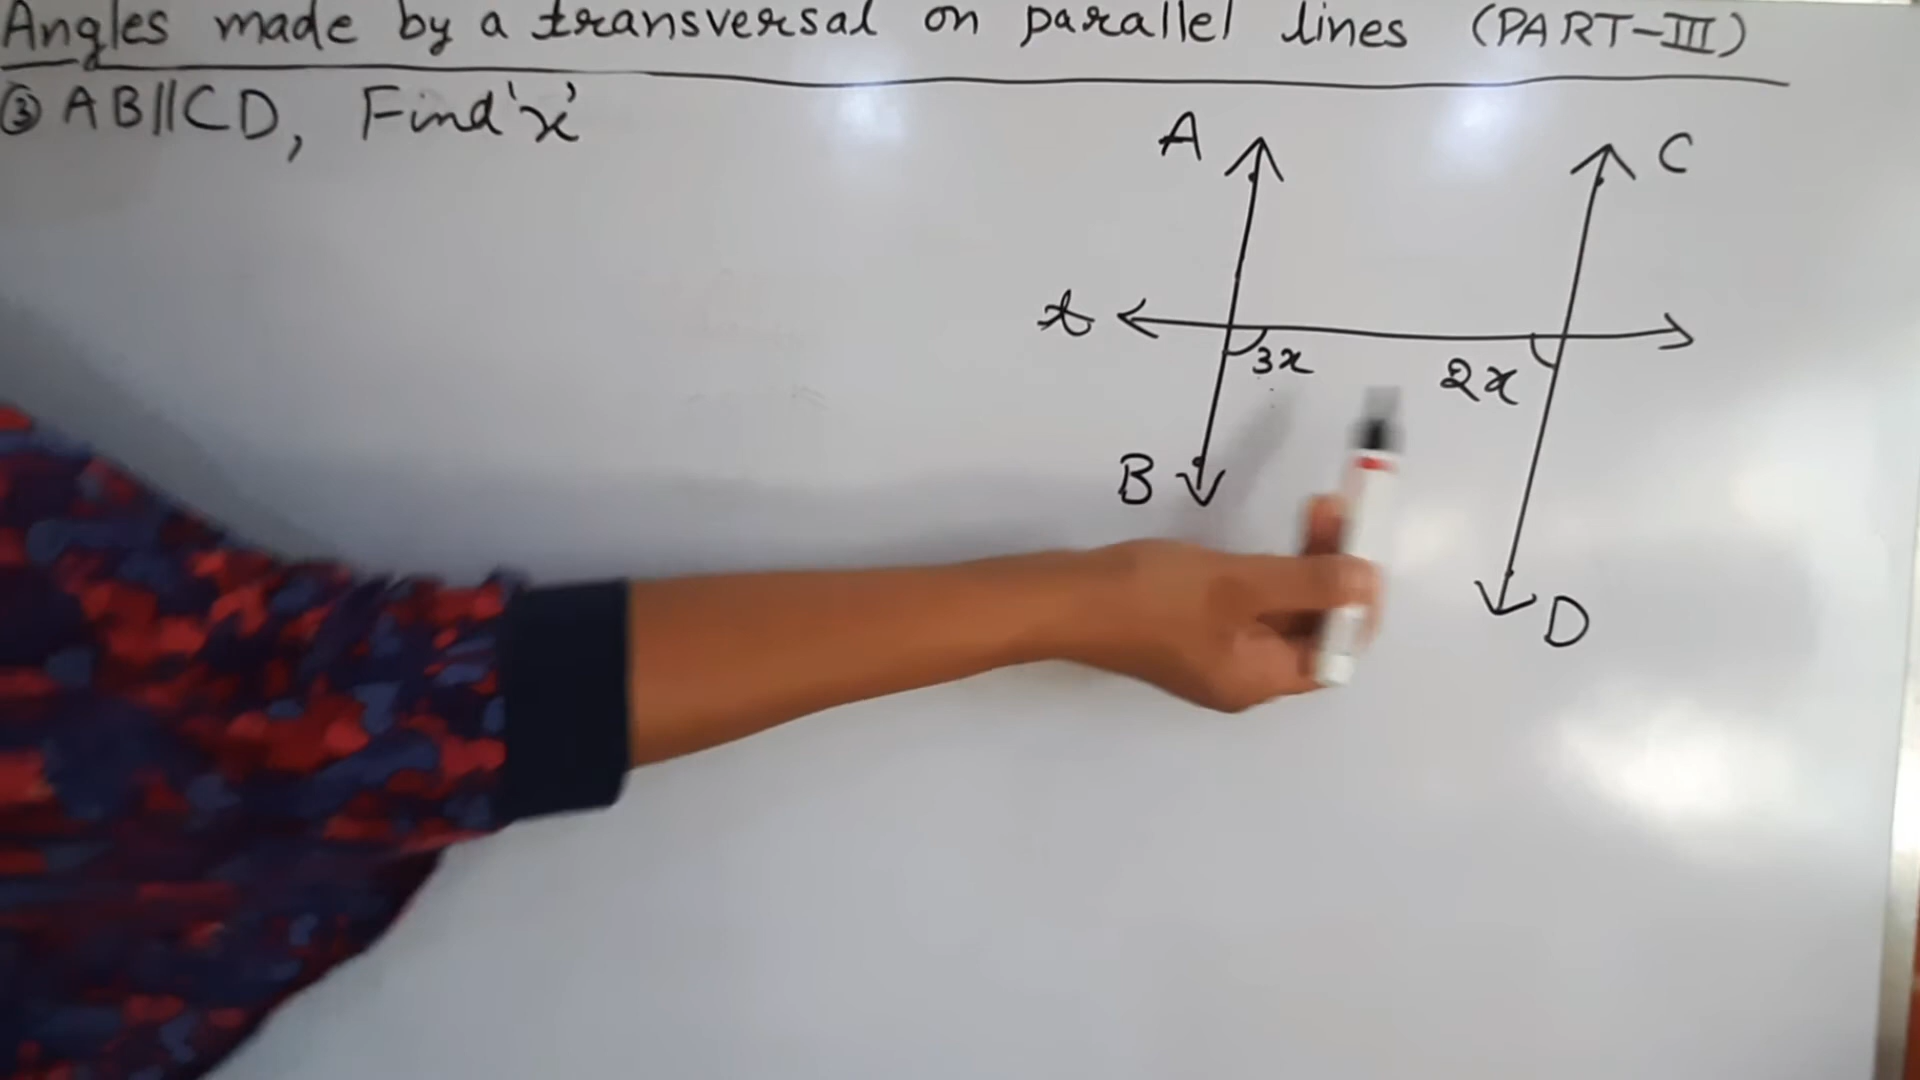 Angles made by a transversal on parallel lines (PART-III)
③ AB||CD, Find 'x'
A
C
t
3x
2x
B
D